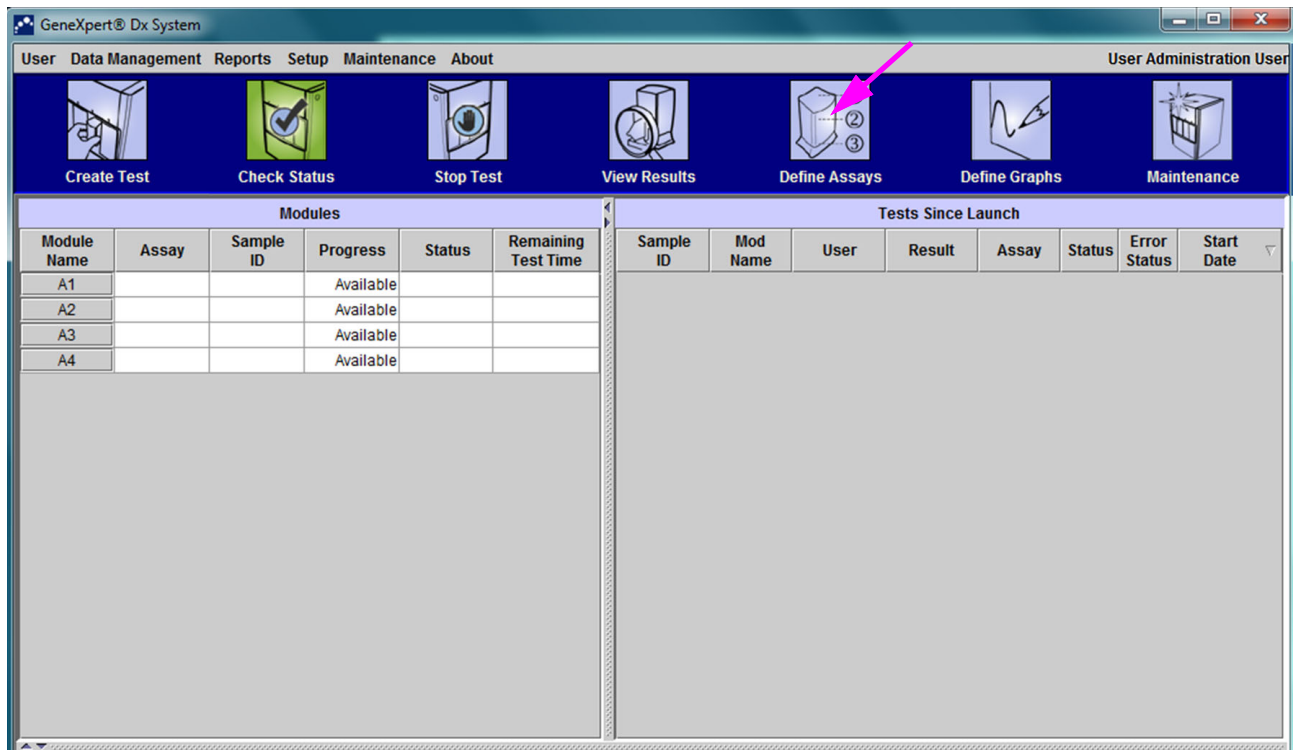 GeneXpert® Dx System
User Data Management Reports Setup Maintenance About User Administration User
② 
③
Create Test Check Status Stop Test View Results Define Assays Define Graphs Maintenance
Modules Tests Since Launch
Module Name Assay Sample ID Progress Status Remaining Test Time Sample ID Mod Name User Result Assay Status Error Status Start Date
A1 Available
A2 Available
A3 Available
A4 Available